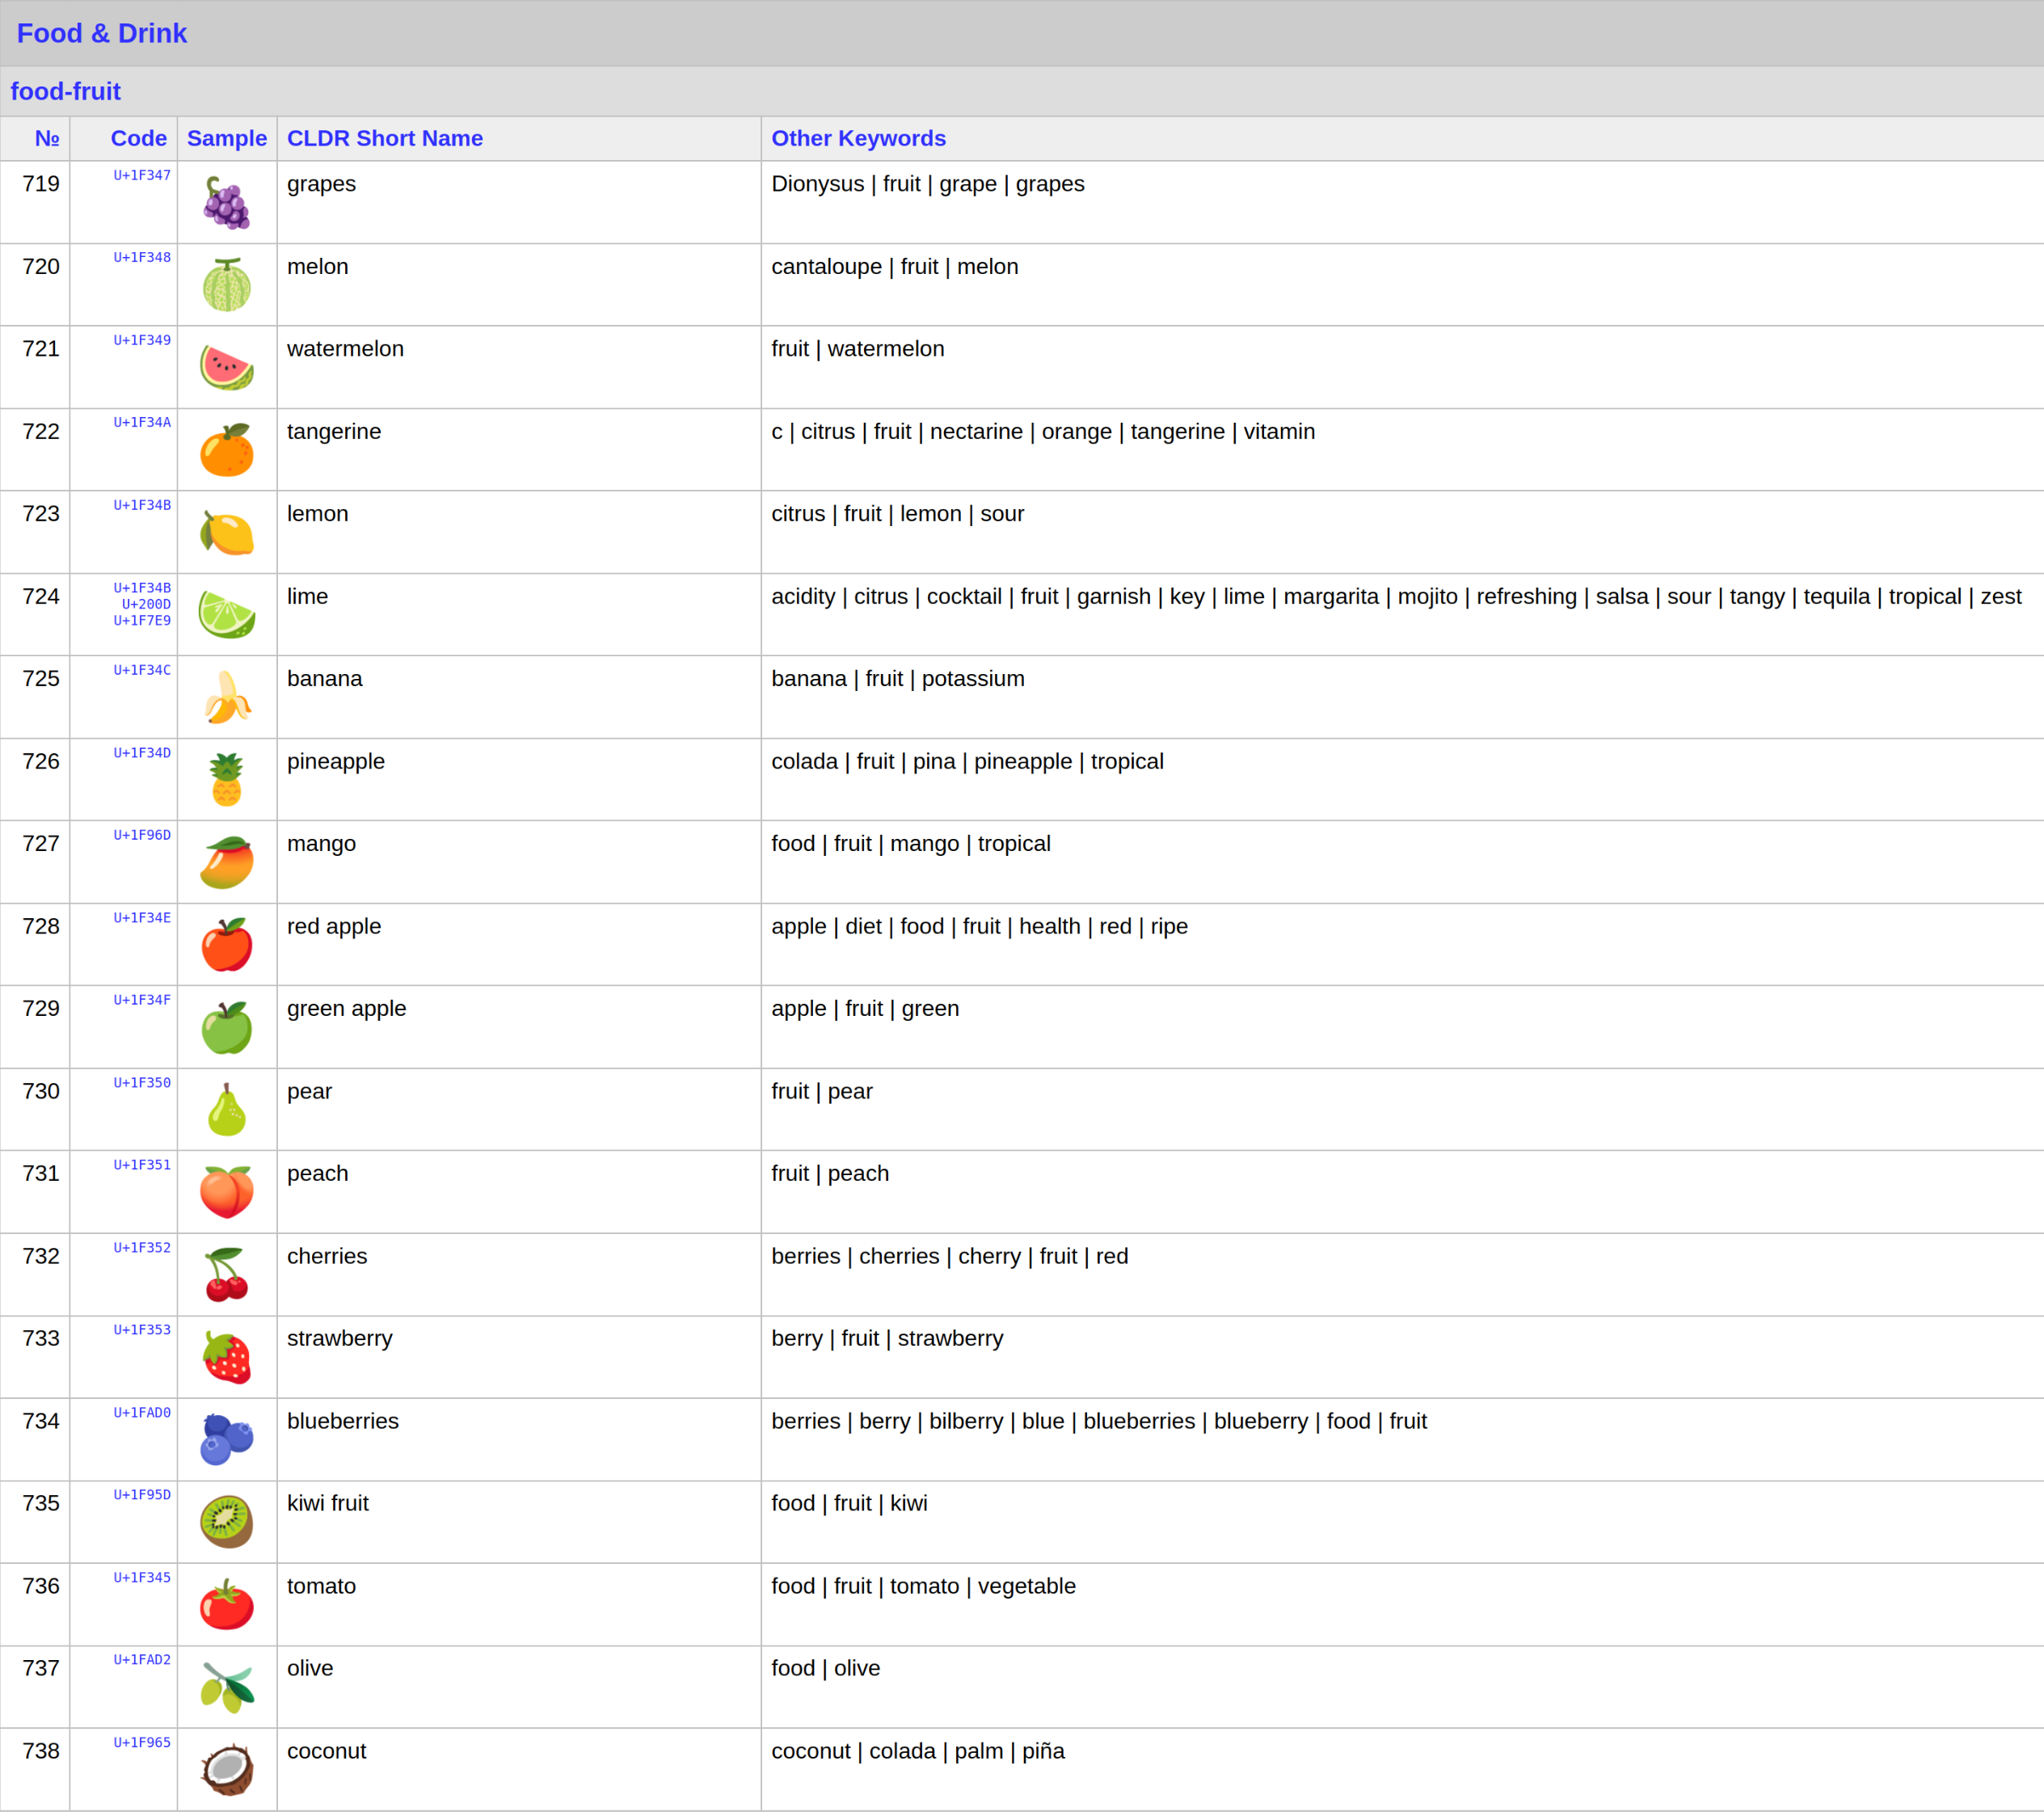 Food & Drink
food-fruit
№ Code Sample CLDR Short Name Other Keywords
719 U+1F347 grapes Dionysus | fruit | grape | grapes
720 U+1F348 melon cantaloupe | fruit | melon
721 U+1F349 watermelon fruit | watermelon
722 U+1F34A tangerine c | citrus | fruit | nectarine | orange | tangerine | vitamin
723 U+1F34B lemon citrus | fruit | lemon | sour
724 U+1F34B lime acidity | citrus | cocktail | fruit | garnish | key | lime | margarita | mojito | refreshing | salsa | sour | tangy | tequila | tropical | zest
U+200D
U+1F7E9
725 U+1F34C banana banana | fruit | potassium
726 U+1F34D pineapple colada | fruit | pina | pineapple | tropical
727 U+1F96D mango food | fruit | mango | tropical
728 U+1F34E red apple apple | diet | food | fruit | health | red | ripe
729 U+1F34F green apple apple | fruit | green
730 U+1F350 pear fruit | pear
731 U+1F351 peach fruit | peach
732 U+1F352 cherries berries | cherries | cherry | fruit | red
733 U+1F353 strawberry berry | fruit | strawberry
734 U+1FAD0 blueberries berries | berry | bilberry | blue | blueberries | blueberry | food | fruit
735 U+1F95D kiwi fruit food | fruit | kiwi
736 U+1F345 tomato food | fruit | tomato | vegetable
737 U+1FAD2 olive food | olive
738 U+1F965 coconut coconut | colada | palm | piña